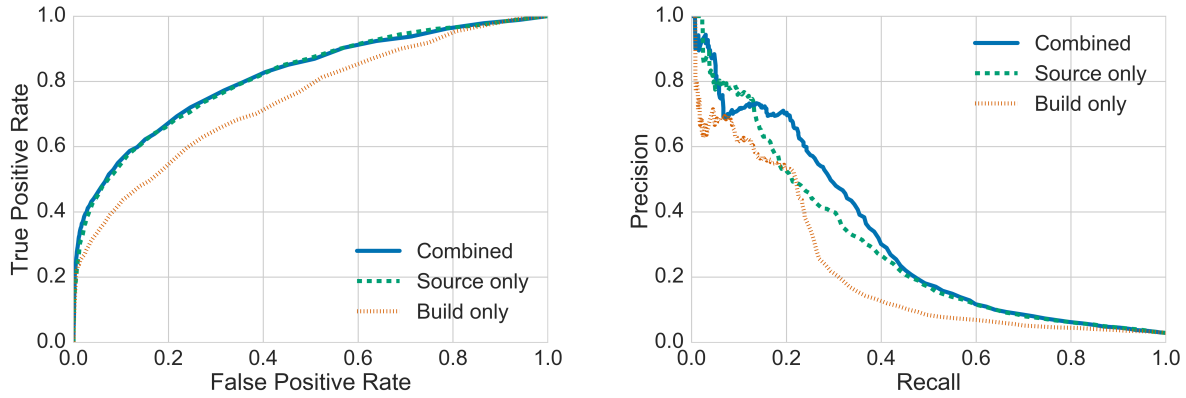 1.0
0.8
0.6
0.4
0.2
0.0
0.0 0.2 0.4 0.6 0.8 1.0
True Positive Rate
False Positive Rate
Combined
Source only
Build only
1.0
0.8
0.6
0.4
0.2
0.0
0.0 0.2 0.4 0.6 0.8 1.0
Precision
Recall
Combined
Source only
Build only